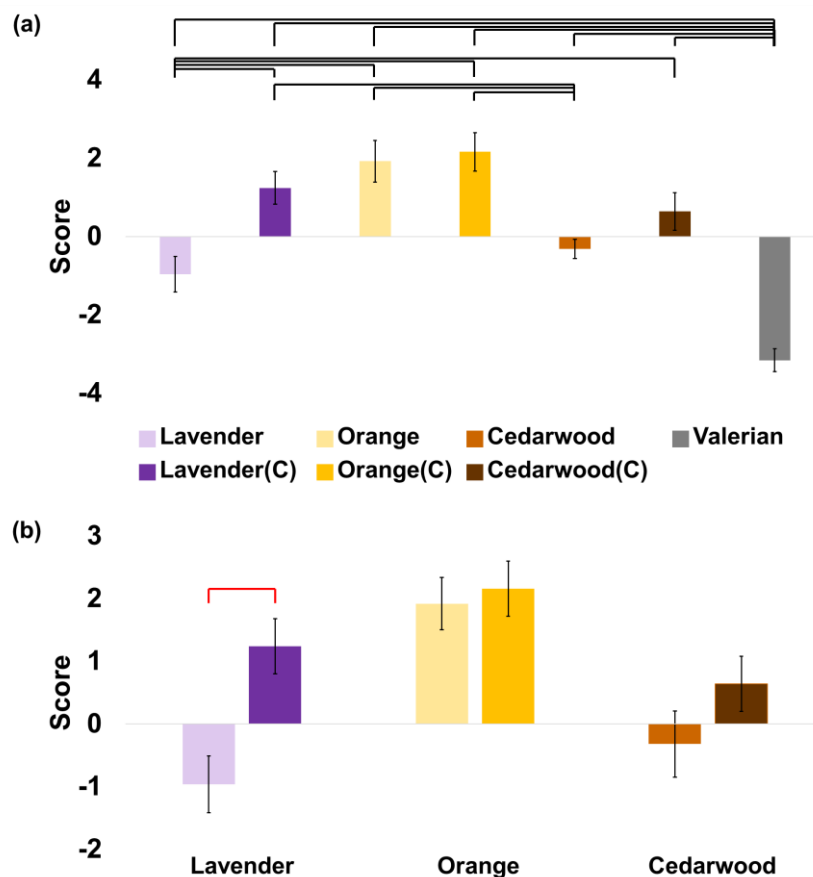 (a)
4
2
0
-2
-4
Score
Lavender Orange Cedarwood Valerian
Lavender(C) Orange(C) Cedarwood(C)
(b)
3
2
1
0
-1
-2
Score
Lavender Orange Cedarwood